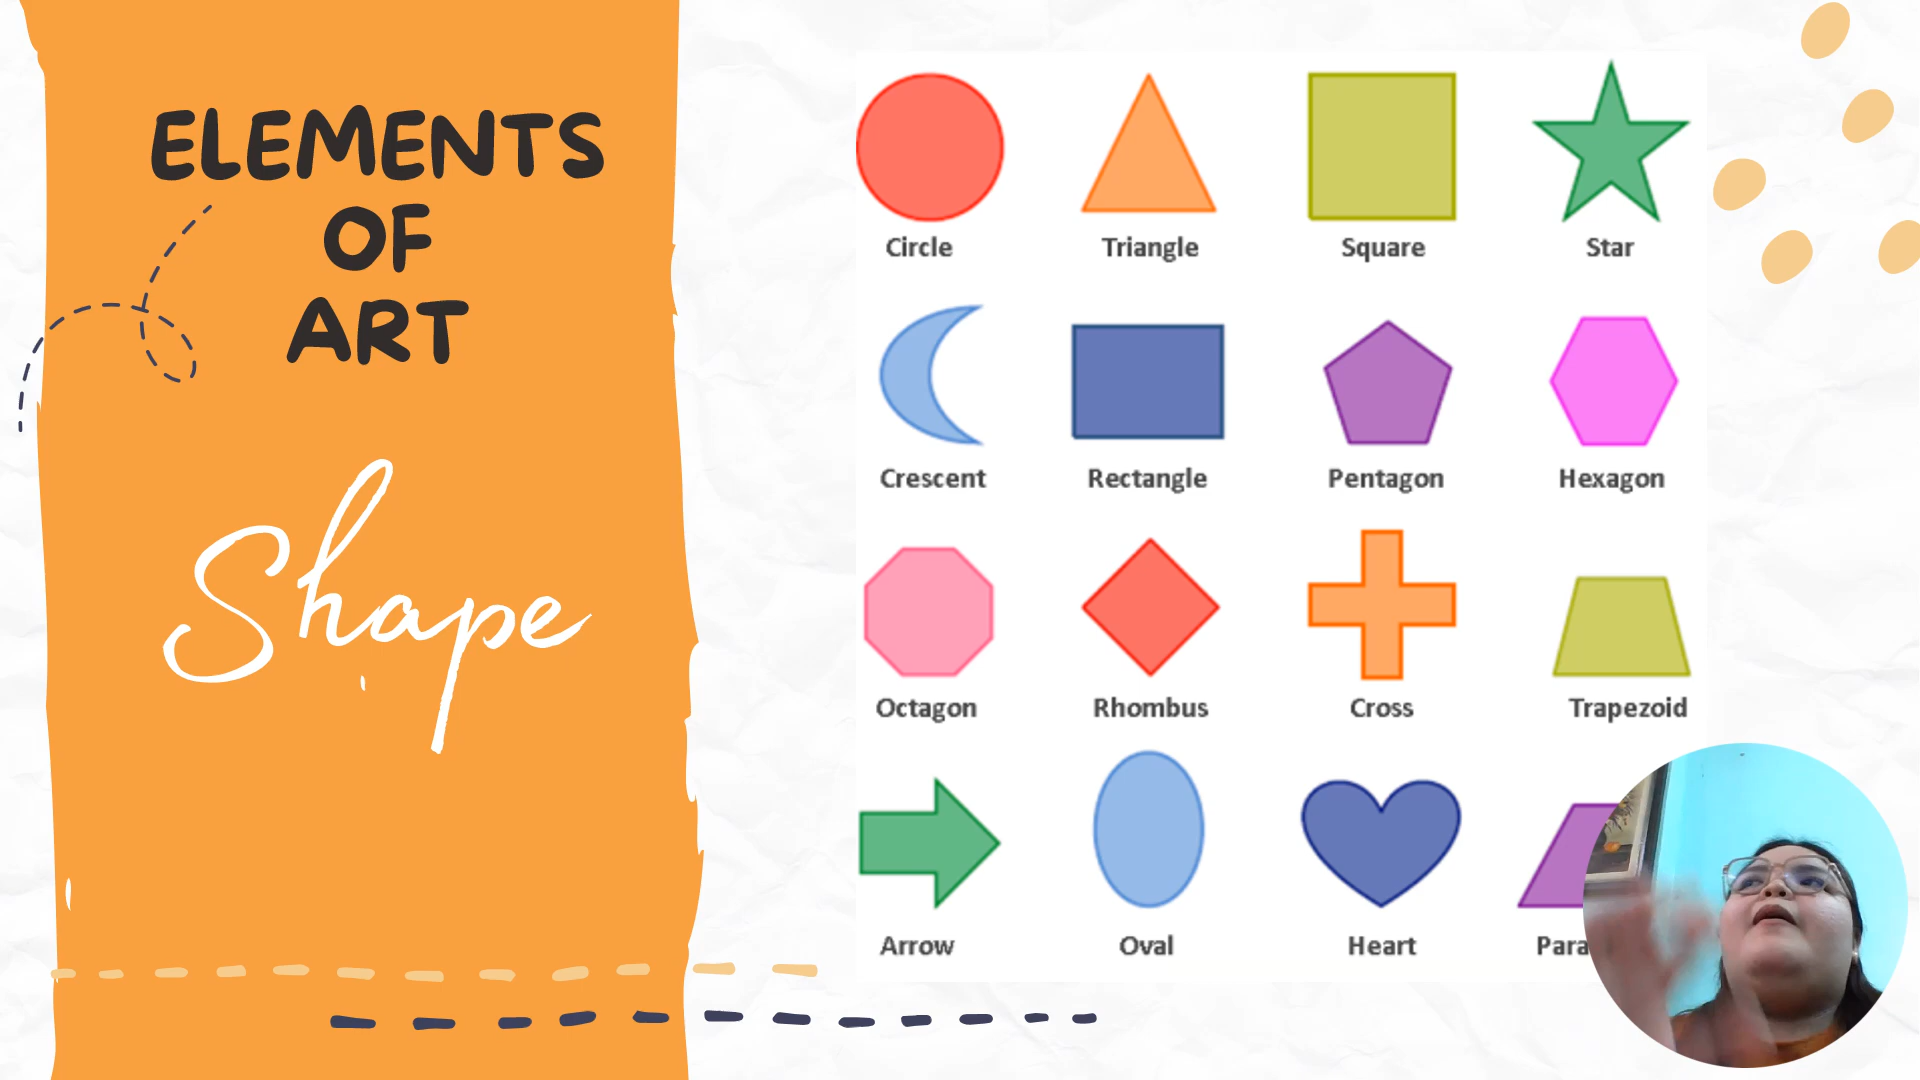 ELEMENTS
OF
ART
Shape
Circle Triangle Square Star
Crescent Rectangle Pentagon Hexagon
Octagon Rhombus Cross Trapezoid
Arrow Oval Heart Para